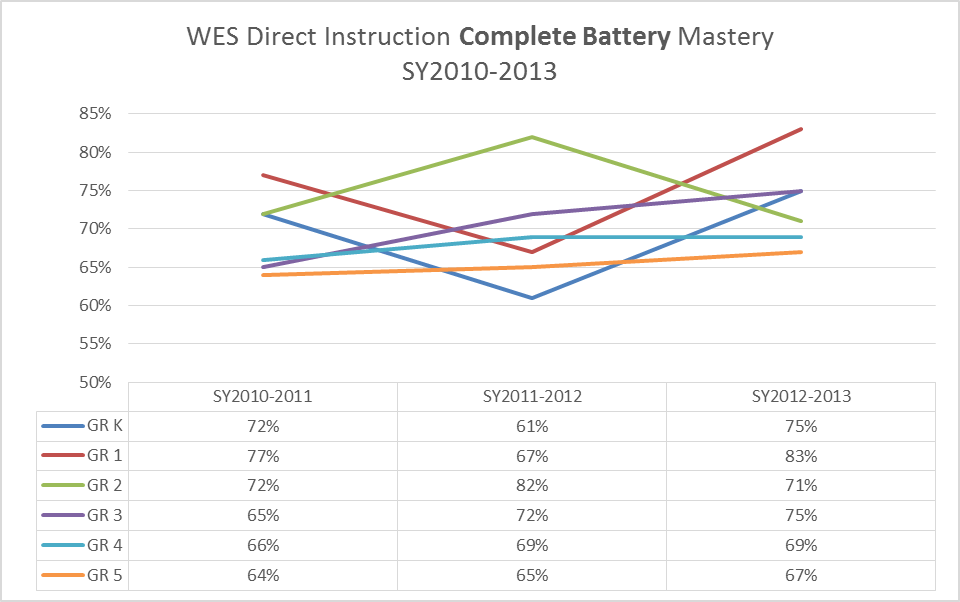 WES Direct Instruction Complete Battery Mastery
SY2010-2013
85%
80%
75%
70%
65%
60%
55%
50%
SY2010-2011 SY2011-2012 SY2012-2013
GR K 72% 61% 75%
GR 1 77% 67% 83%
GR 2 72% 82% 71%
GR 3 65% 72% 75%
GR 4 66% 69% 69%
GR 5 64% 65% 67%